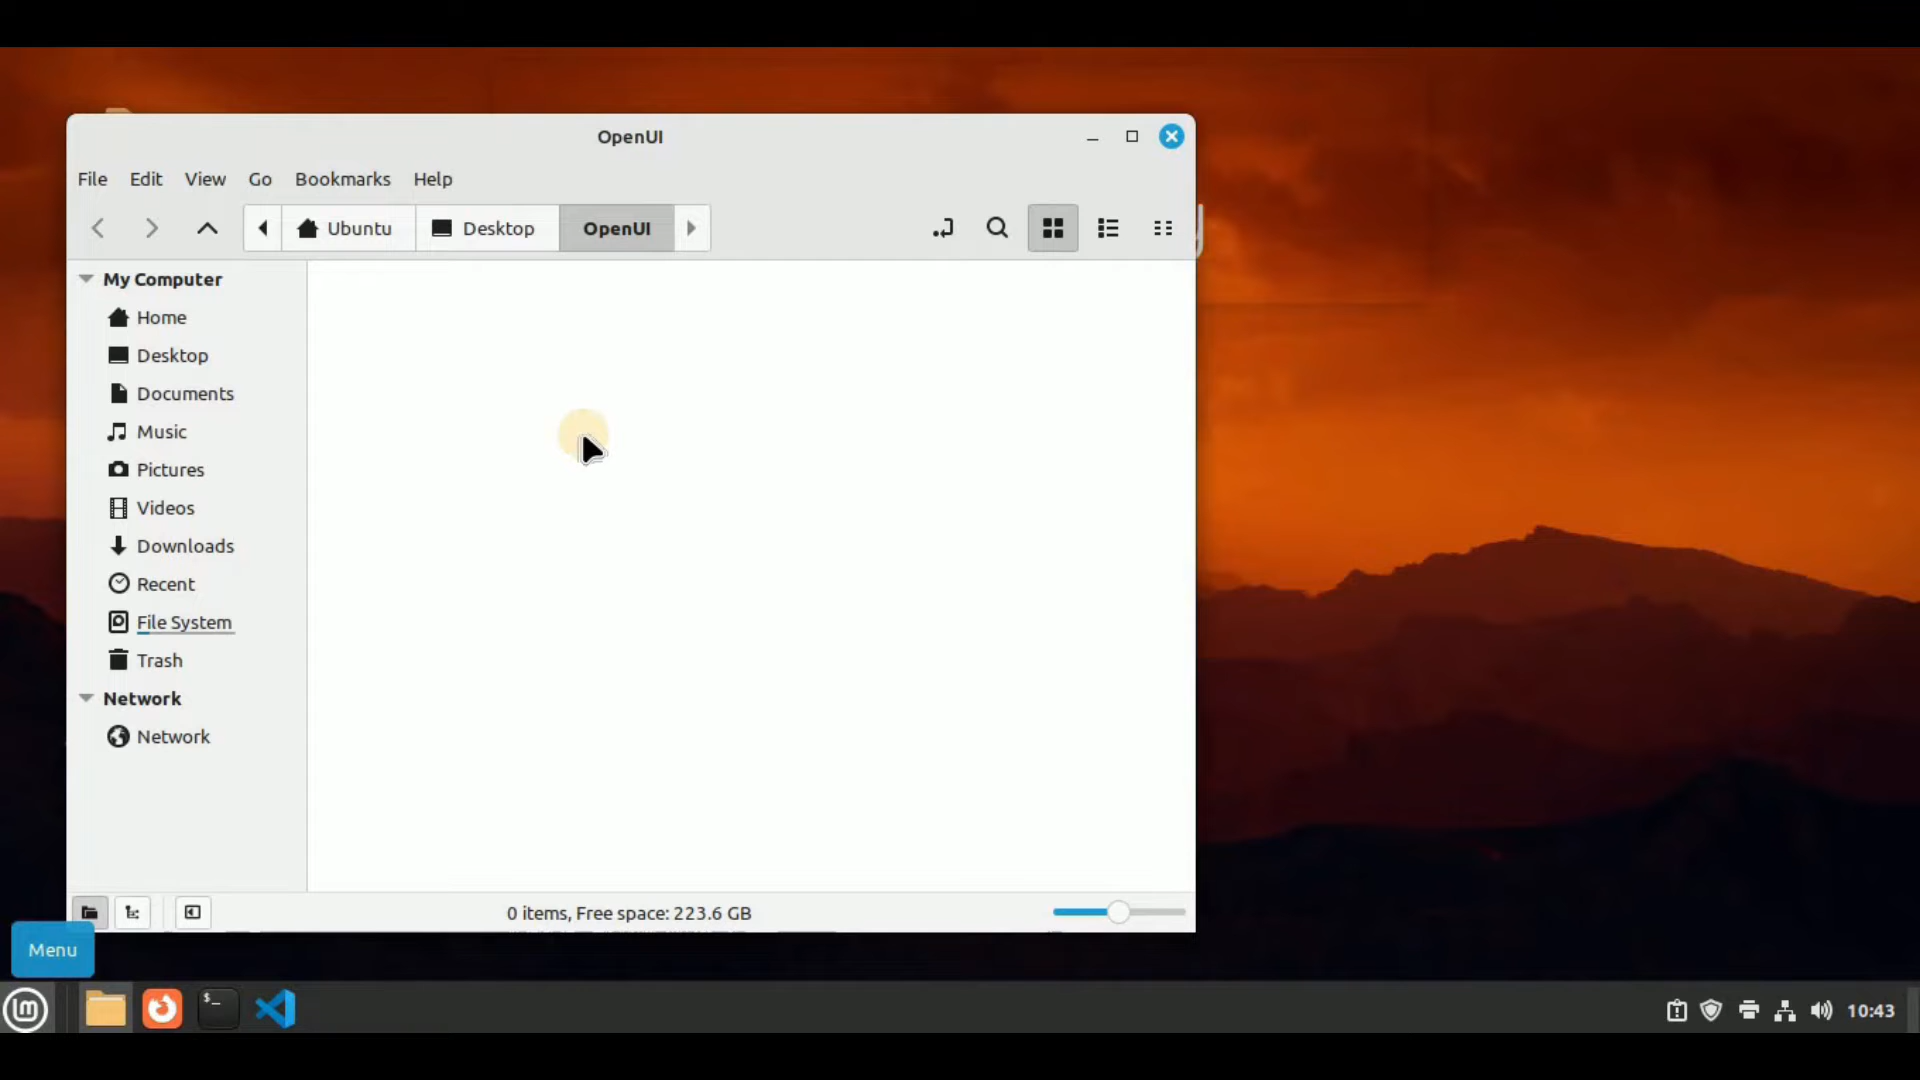 OpenUI
File Edit View Go Bookmarks Help
Ubuntu Desktop OpenUI
My Computer
Home
Desktop
Documents
Music
Pictures
Videos
Downloads
Recent
File System
Trash
Network
Network
0 items, Free space: 223.6 GB
Menu
$_
lm
10:43